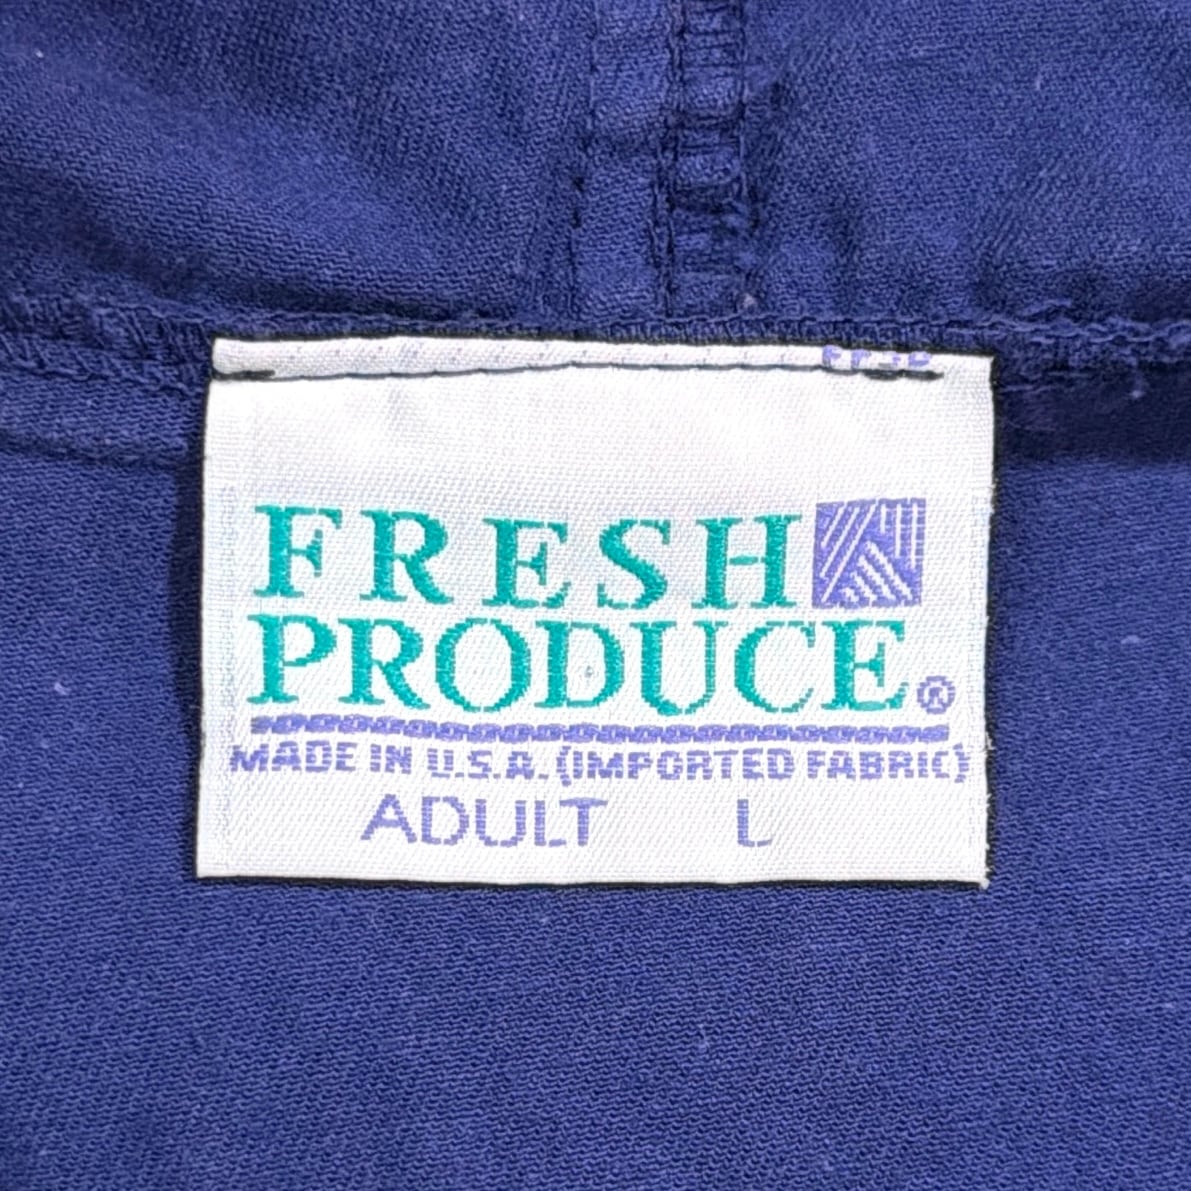 FRESH
PRODUCE®
MADE IN U.S.A. (IMPORTED FABRIC)
ADULT L